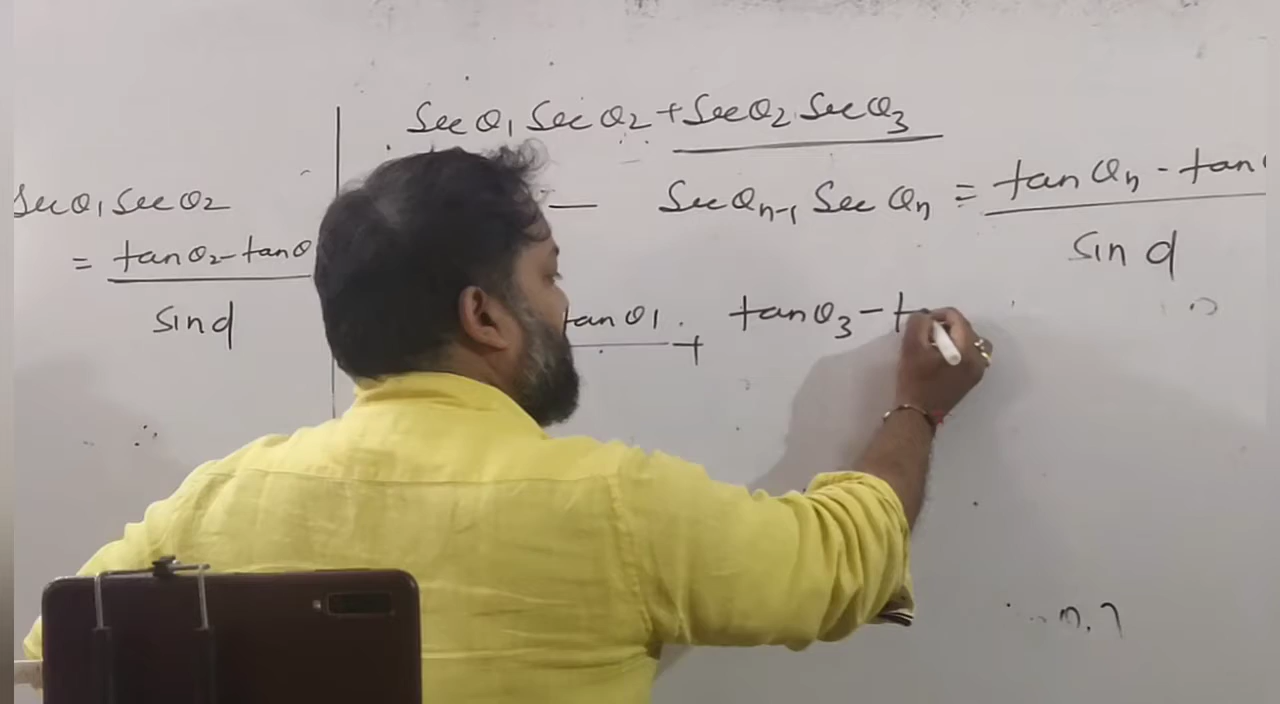 Sec θ1 Sec θ2 + Sec θ2 Sec θ3
— Sec θn-1 Sec θn = tan θn - tan
sin d
Sec θ1 Sec θ2
= tan θ2 - tan θ
sin d
tan θ1 + tan θ3 - t